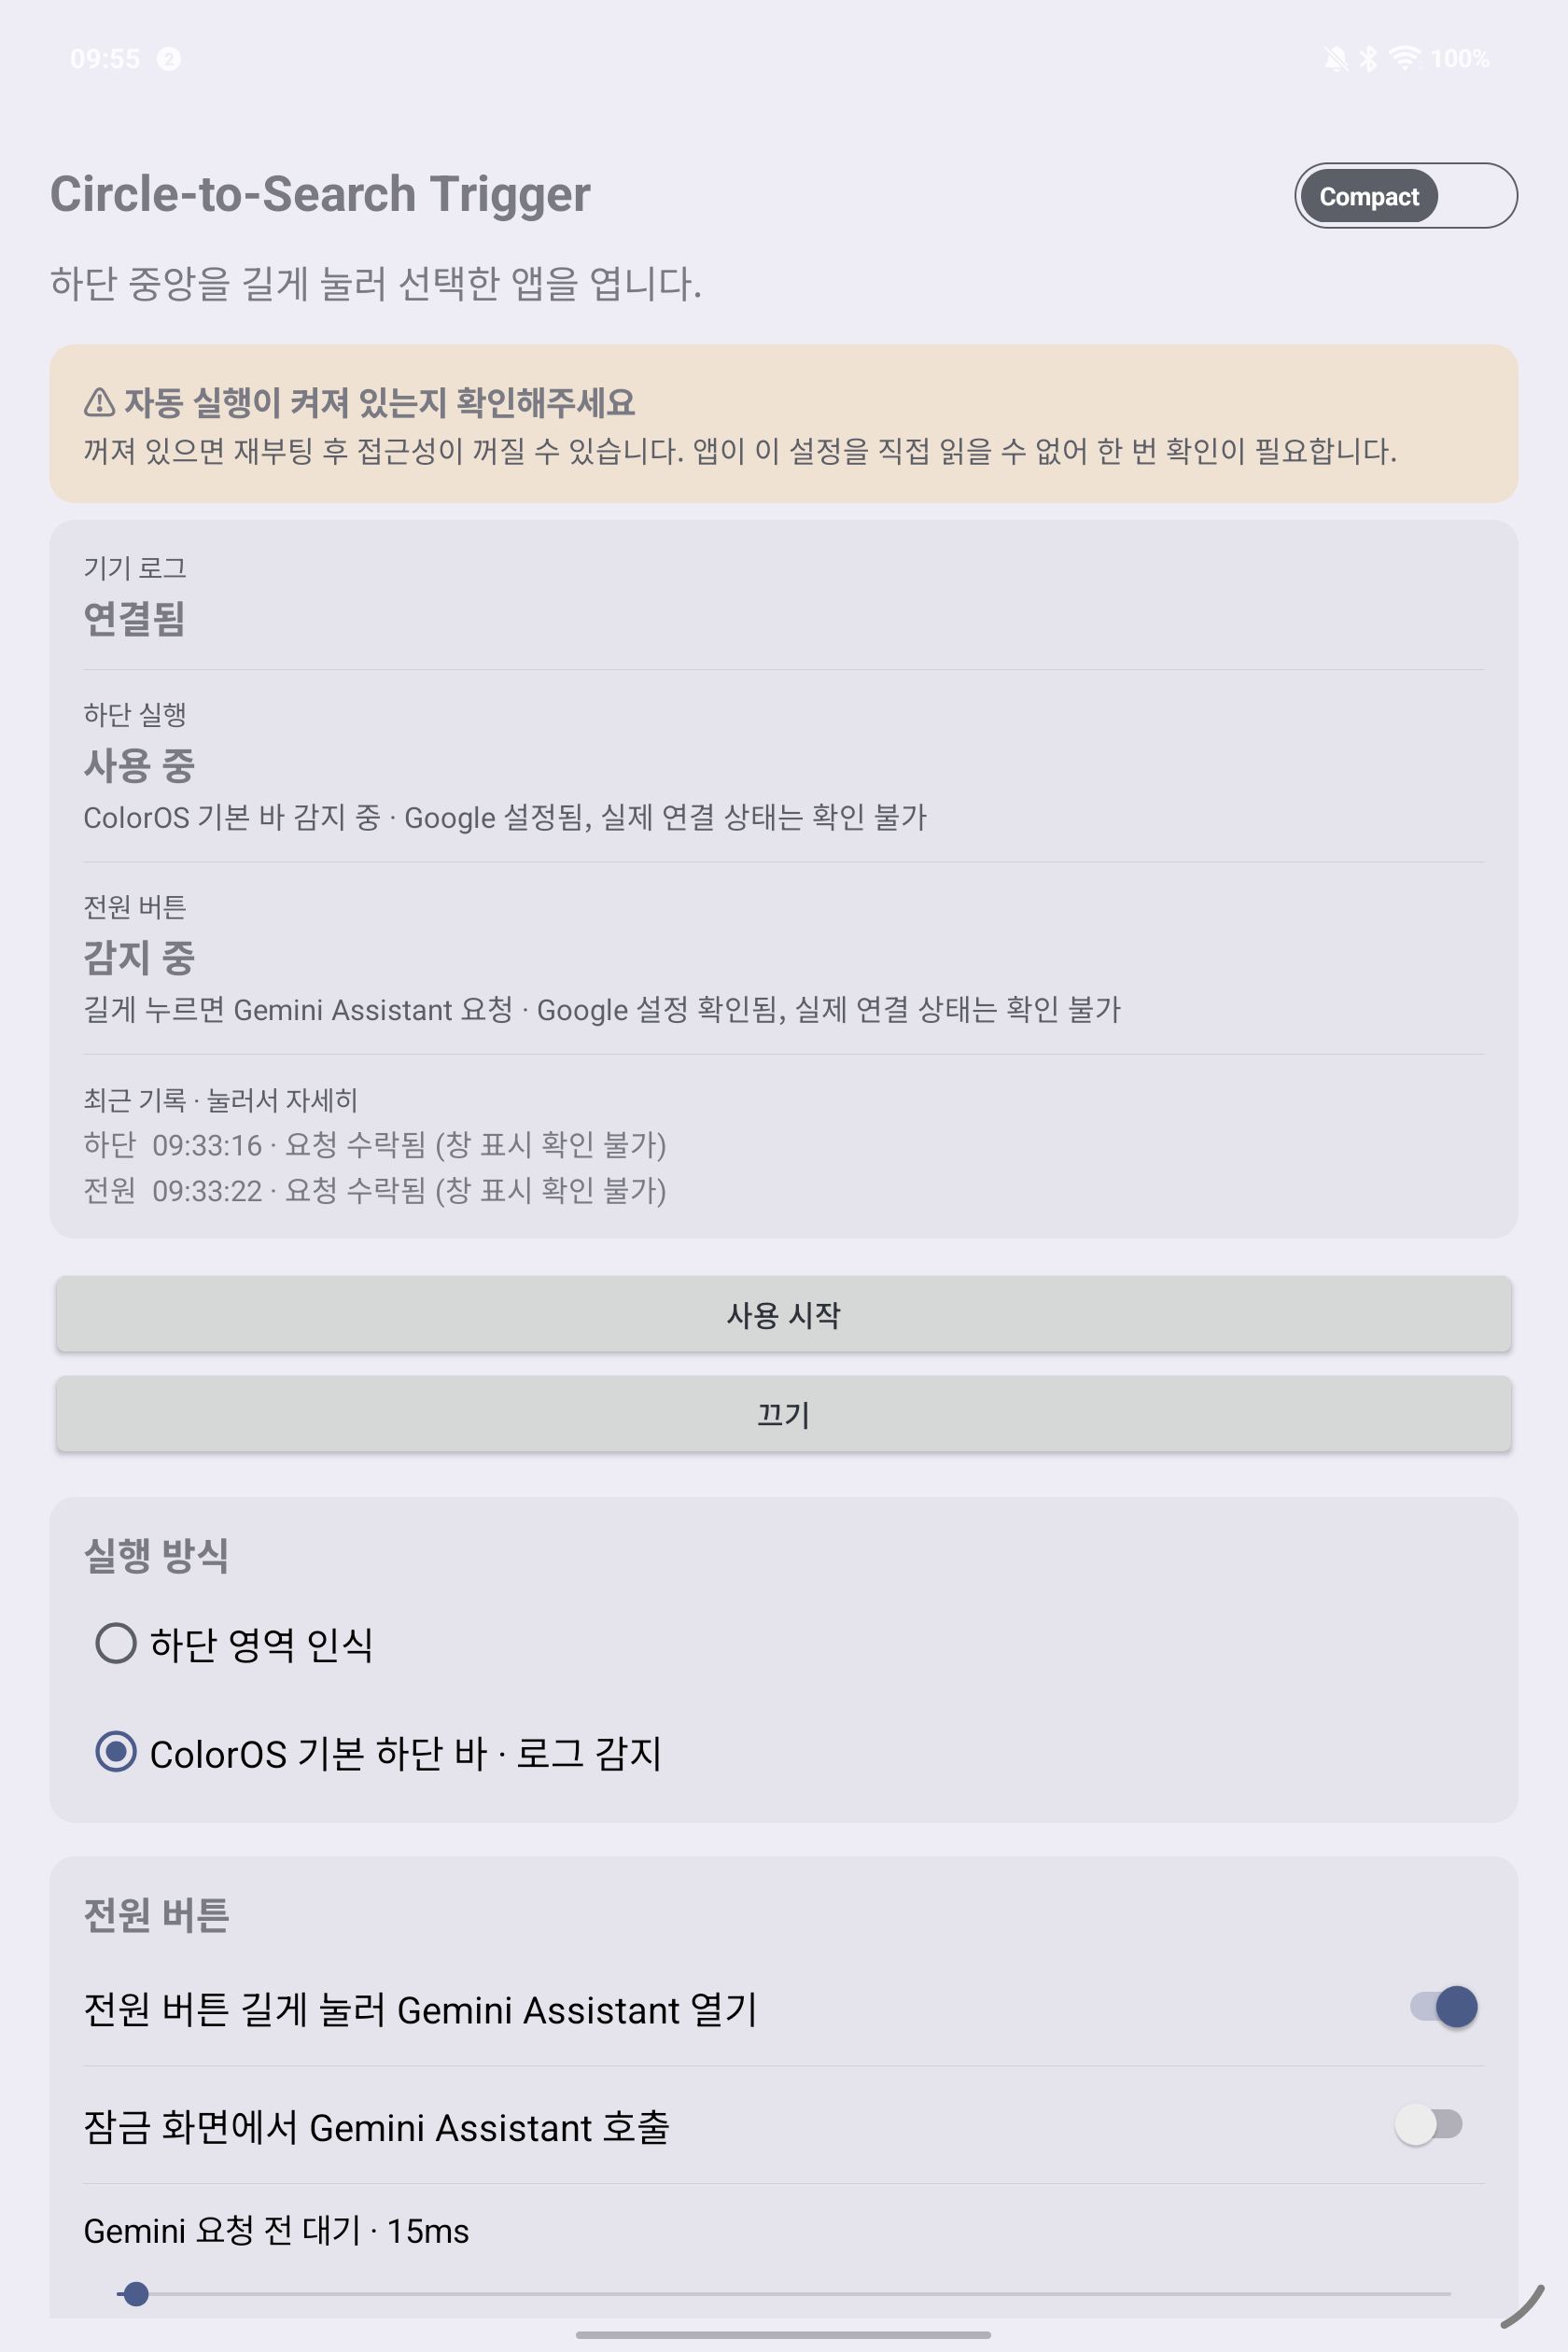 09:55 2 100%
Circle-to-Search Trigger
Compact
하단 중앙을 길게 눌러 선택한 앱을 엽니다.
자동 실행이 켜져 있는지 확인해주세요
꺼져 있으면 재부팅 후 접근성이 꺼질 수 있습니다. 앱이 이 설정을 직접 읽을 수 없어 한 번 확인이 필요합니다.
기기 로그
연결됨
하단 실행
사용 중
ColorOS 기본 바 감지 중 · Google 설정됨, 실제 연결 상태는 확인 불가
전원 버튼
감지 중
길게 누르면 Gemini Assistant 요청 · Google 설정 확인됨, 실제 연결 상태는 확인 불가
최근 기록 · 눌러서 자세히
하단 09:33:16 · 요청 수락됨 (창 표시 확인 불가)
전원 09:33:22 · 요청 수락됨 (창 표시 확인 불가)
사용 시작
끄기
실행 방식
하단 영역 인식
ColorOS 기본 하단 바 · 로그 감지
전원 버튼
전원 버튼 길게 눌러 Gemini Assistant 열기
잠금 화면에서 Gemini Assistant 호출
Gemini 요청 전 대기 · 15ms